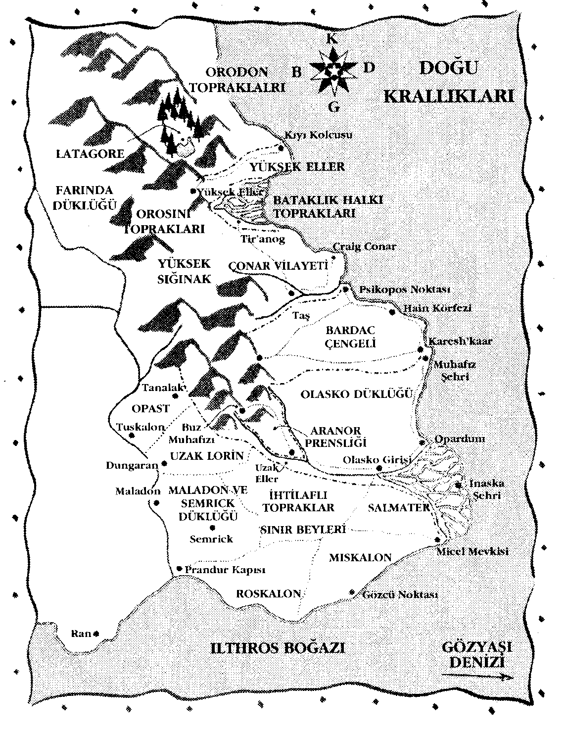 K
B
D
G
DOĞU
KRALLIKLARI
ORODON
TOPRAKLALRI
Kıyı Kolcusu
LATAGORE
YÜKSEK ELLER
FARINDA
DÜKLÜĞÜ
Yüksek Eller
BATAKLIK HALKI
TOPRAKLARI
OROSINI
TOPRAKLARI
Tir'anog
Craig Conar
YÜKSEK
SIĞINAK
CONAR VİLAYETİ
Psikopos Noktası
Hain Körfezi
Taş
BARDAC
ÇENGELİ
Karesh'kaar
Muhafız
Şehri
Tanalak
OLASKO DÜKLÜĞÜ
OPAST
Tuskalon
Buz
Muhafızı
ARANOR
PRENSLİĞİ
Opardum
UZAK LORİN
Dungaran
Uzak
Eller
Olasko Girişi
Inaska
Şehri
Maladon
MALADON VE
SEMRICK
DÜKLÜĞÜ
İHTİLAFLI
TOPRAKLAR
SALMATER
Semrick
SINIR BEYLERİ
Micel Mevkisi
MISKALON
Prandur Kapısı
ROSKALON
Gözcü Noktası
Ran
ILTHROS BOĞAZI
GÖZYAŞI
DENİZİ